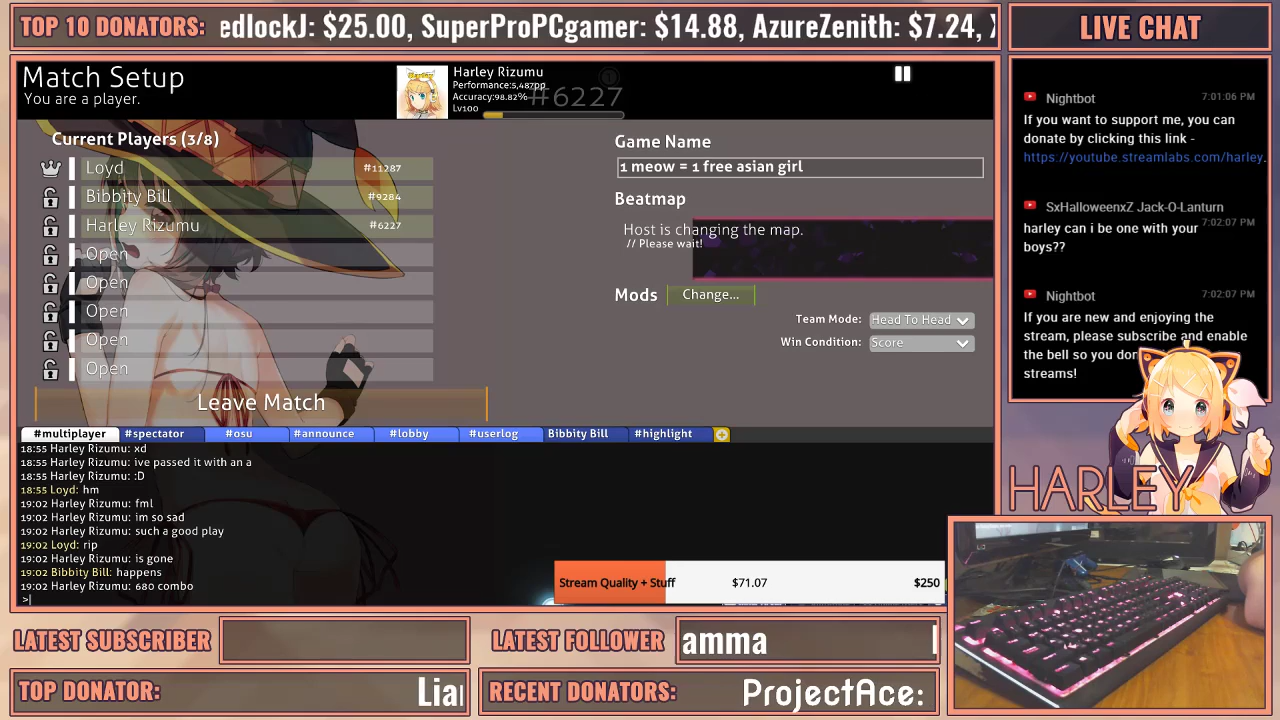 TOP 10 DONATORS: edlockJ: $25.00, SuperProPCgamer: $14.88, AzureZenith: $7.24, X
LIVE CHAT
Match Setup
You are a player.
Harley Rizumu
Performance:5,487pp
Accuracy:98.82%
Lv100
#6227
Current Players (3/8)
Loyd #11287
Bibbity Bill #9284
Harley Rizumu #6227
Open
Open
Open
Open
Open
Leave Match
Game Name
1 meow = 1 free asian girl
Beatmap
Host is changing the map.
// Please wait!
Mods Change...
Team Mode: Head To Head
Win Condition: Score
#multiplayer #spectator #osu #announce #lobby #userlog Bibbity Bill #highlight
18:55 Harley Rizumu: xd
18:55 Harley Rizumu: ive passed it with an a
18:55 Harley Rizumu: :D
18:55 Loyd: hm
19:02 Harley Rizumu: fml
19:02 Harley Rizumu: im so sad
19:02 Harley Rizumu: such a good play
19:02 Loyd: rip
19:02 Harley Rizumu: is gone
19:02 Bibbity Bill: happens
19:02 Harley Rizumu: 680 combo
>
Stream Quality + Stuff $71.07 $250
Nightbot 7:01:06 PM
If you want to support me, you can
donate by clicking this link -
https://youtube.streamlabs.com/harley.
SxHalloweenxZ Jack-O-Lantern
harley can i be one with your 7:02:07 PM
boys??
Nightbot 7:02:07 PM
If you are new and enjoying the
stream, please subscribe and enable
the bell so you don
streams!
HARLEY
LATEST SUBSCRIBER
LATEST FOLLOWER amma
TOP DONATOR: Lia
RECENT DONATORS: ProjectAce: